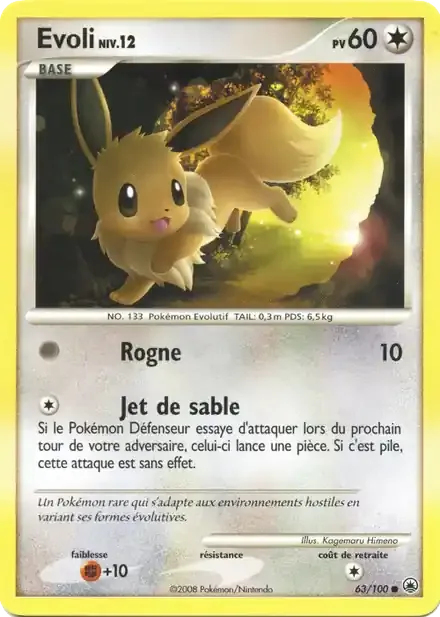 Evoli NIV.12 PV 60
BASE
NO. 133 Pokémon Evolutif TAIL: 0,3 m PDS: 6,5 kg
Rogne 10
Jet de sable
Si le Pokémon Défenseur essaye d'attaquer lors du prochain
tour de votre adversaire, celui-ci lance une pièce. Si c'est pile,
cette attaque est sans effet.
Un Pokémon rare qui s'adapte aux environnements hostiles en
variant ses formes évolutives.
Illus. Kagemaru Himeno
faiblesse résistance coût de retraite
+10
©2008 Pokémon/Nintendo 63/100